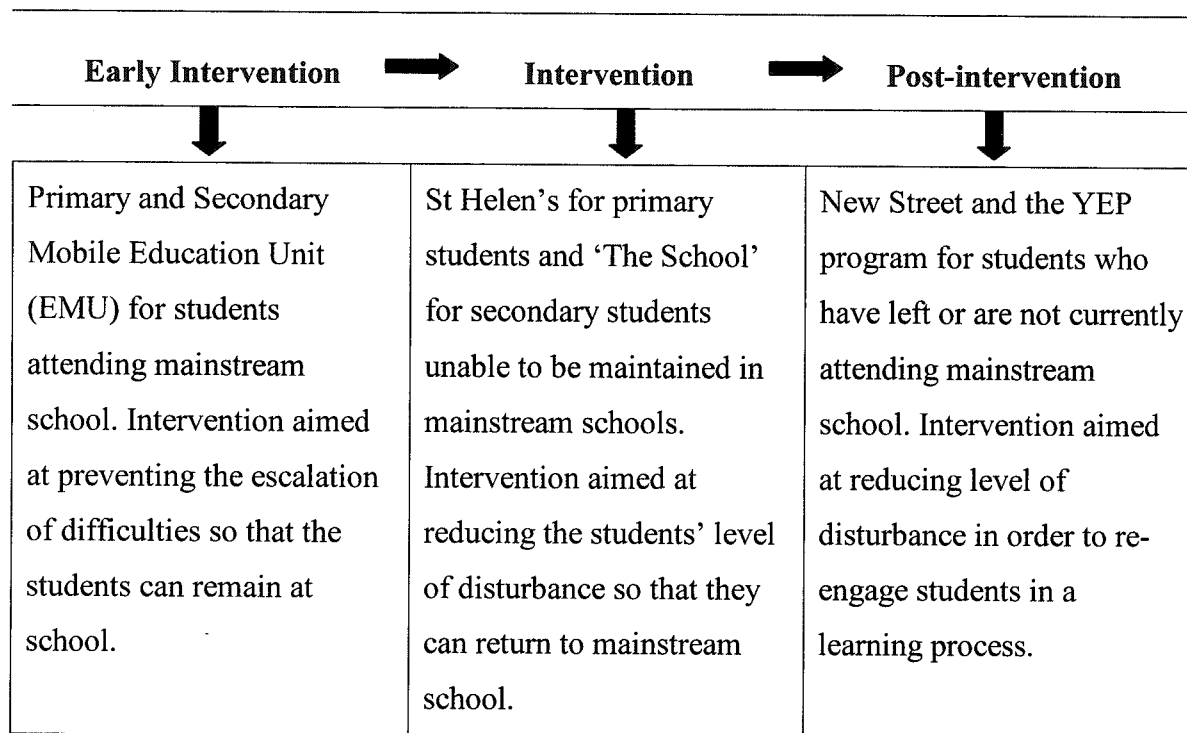 Early Intervention
Intervention
Post-intervention
Primary and Secondary
Mobile Education Unit
(EMU) for students
attending mainstream
school. Intervention aimed
at preventing the escalation
of difficulties so that the
students can remain at
school.
St Helen's for primary
students and 'The School'
for secondary students
unable to be maintained in
mainstream schools.
Intervention aimed at
reducing the students' level
of disturbance so that they
can return to mainstream
school.
New Street and the YEP
program for students who
have left or are not currently
attending mainstream
school. Intervention aimed
at reducing level of
disturbance in order to re-
engage students in a
learning process.